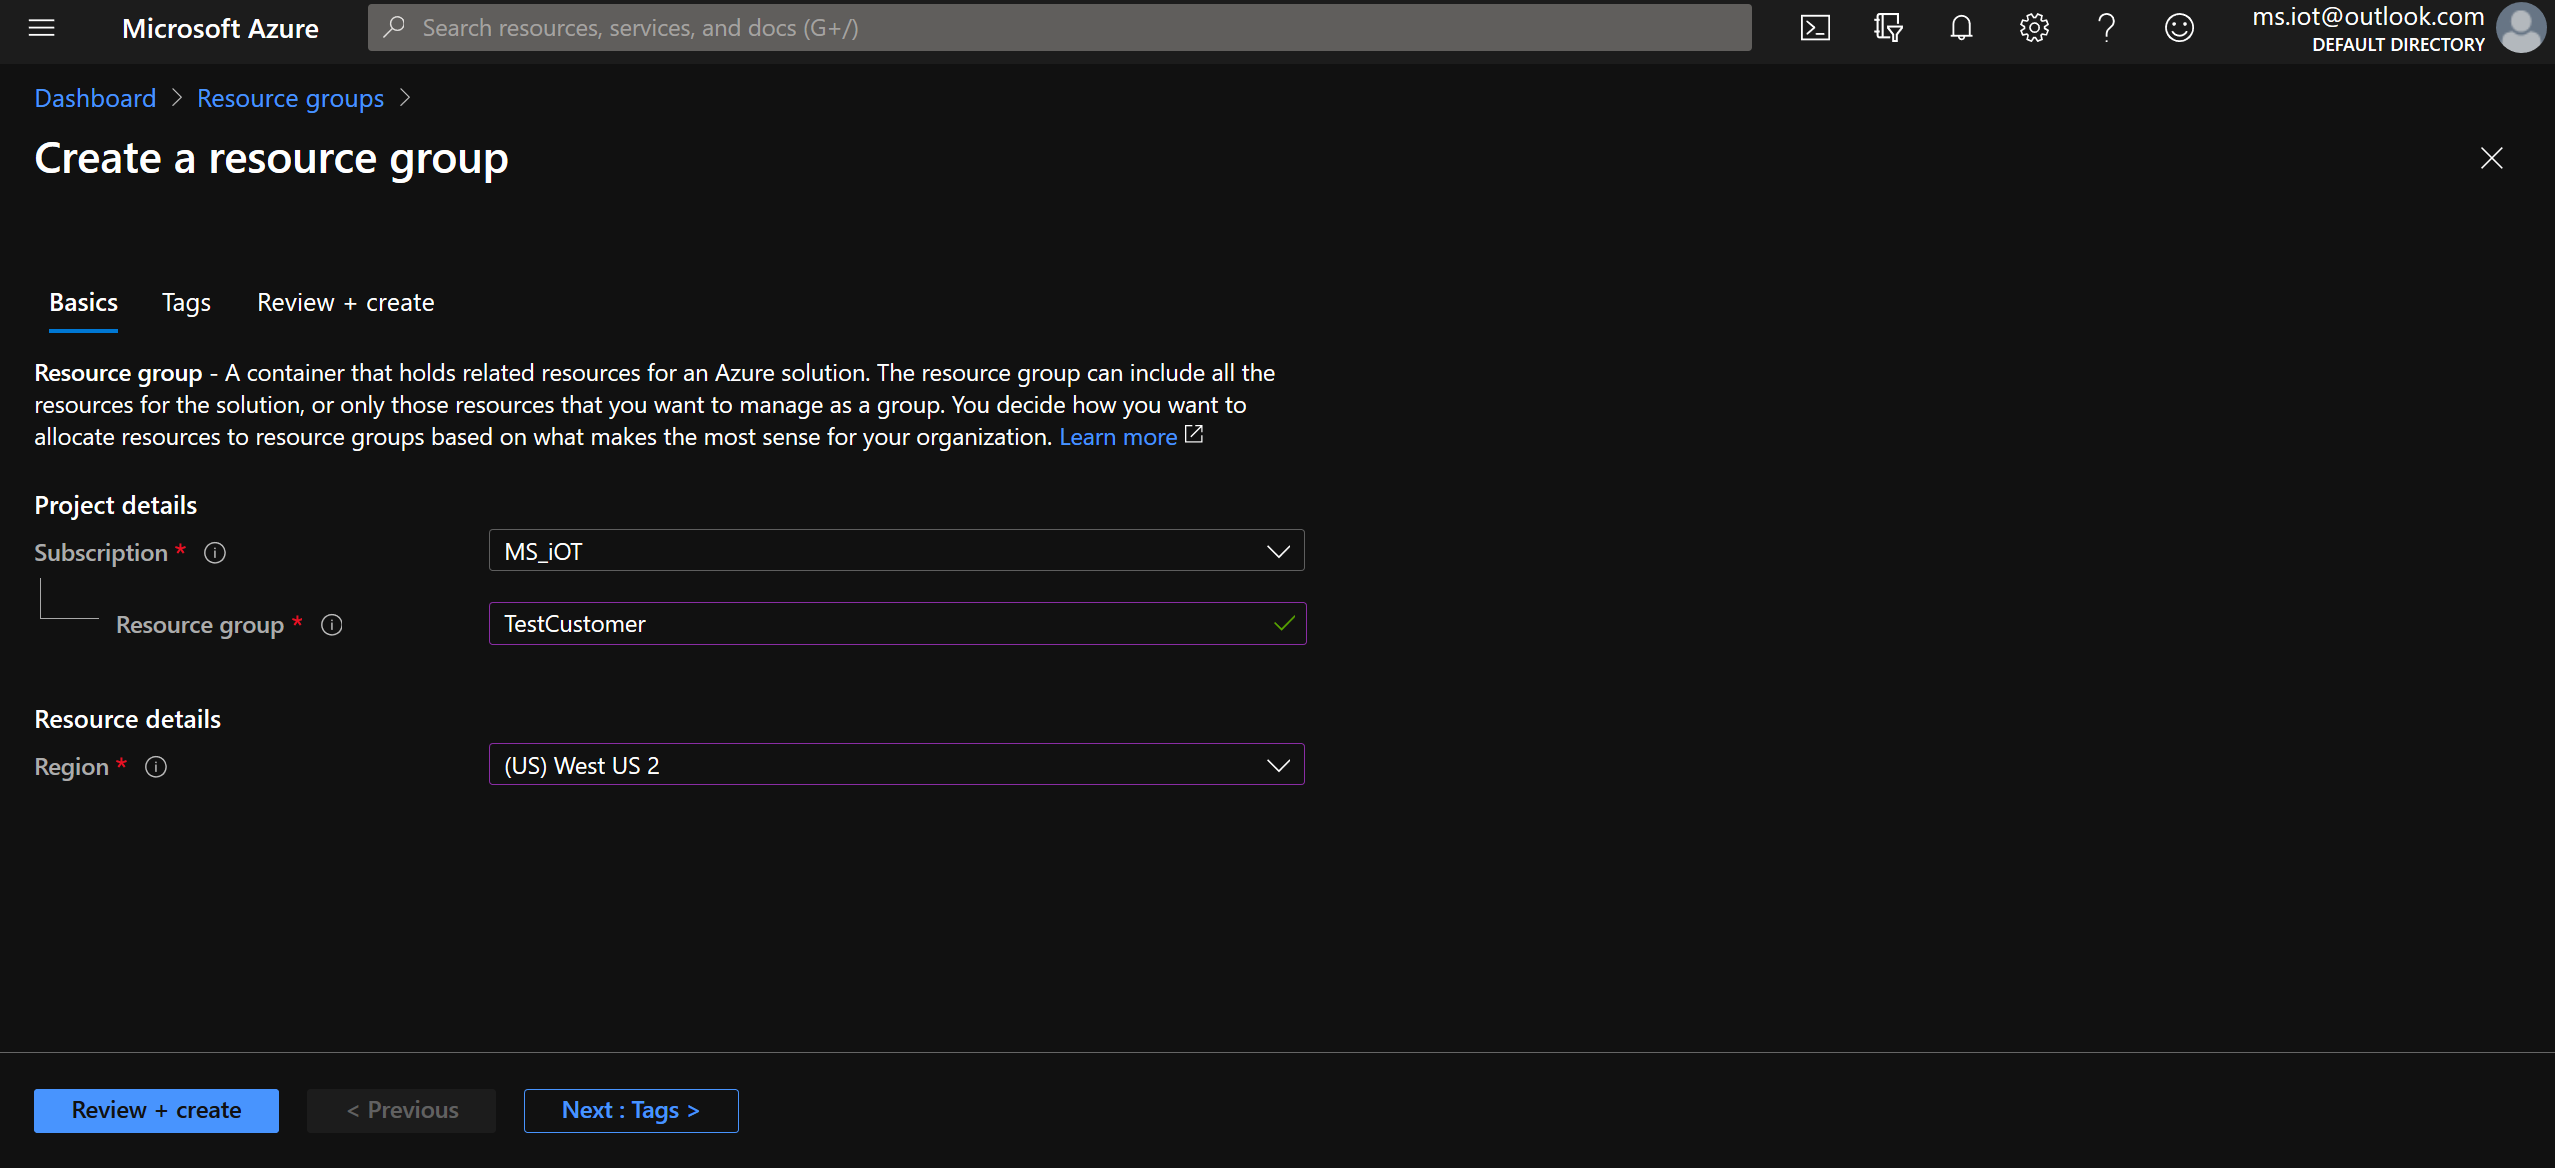 Microsoft Azure
Search resources, services, and docs (G+/)
ms.iot@outlook.com
DEFAULT DIRECTORY
Dashboard > Resource groups >
Create a resource group
Basics Tags Review + create
Resource group - A container that holds related resources for an Azure solution. The resource group can include all the
resources for the solution, or only those resources that you want to manage as a group. You decide how you want to
allocate resources to resource groups based on what makes the most sense for your organization. Learn more
Project details
Subscription * MS_iOT
Resource group * TestCustomer
Resource details
Region * (US) West US 2
Review + create < Previous Next : Tags >